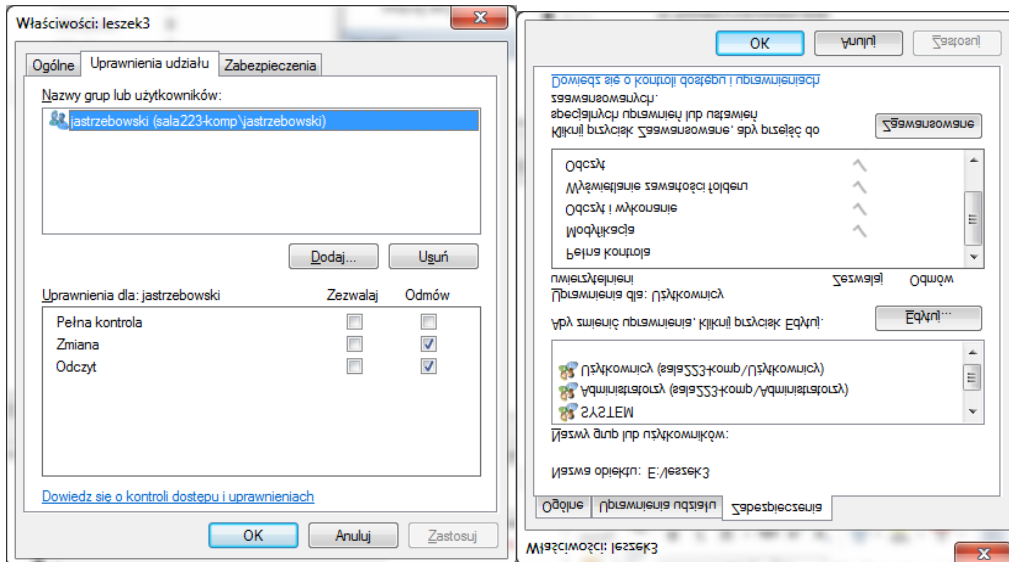 Właściwości: leszek3
Ogólne
Uprawnienia udziału
Zabezpieczenia
Nazwy grup lub użytkowników:
jastrzebowski (sala223-komp\jastrzebowski)
Dodaj...
Usuń
Uprawnienia dla: jastrzebowski
Zezwalaj
Odmów
Pełna kontrola
Zmiana
Odczyt
Dowiedz się o kontroli dostępu i uprawnieniach
OK
Anuluj
Zastosuj
Właściwości: leszek3
Ogólne
Uprawnienia udziału
Zabezpieczenia
Nazwa obiektu: E:\leszek3
Nazwy grup lub użytkowników:
SYSTEM
Administratorzy (sala223-komp\Administratorzy)
Użytkownicy (sala223-komp\Użytkownicy)
Aby zmienić uprawnienia, kliknij przycisk Edytuj.
Edytuj...
Uprawnienia dla: Użytkownicy
uwierzytelnieni
Zezwalaj
Odmów
Pełna kontrola
Modyfikacja
Odczyt i wykonanie
Wyświetlanie zawartości folderu
Odczyt
Kliknij przycisk Zaawansowane, aby przejść do
specjalnych uprawnień lub ustawień
zaawansowanych.
Zaawansowane
Dowiedz się o kontroli dostępu i uprawnieniach
OK
Anuluj
Zastosuj